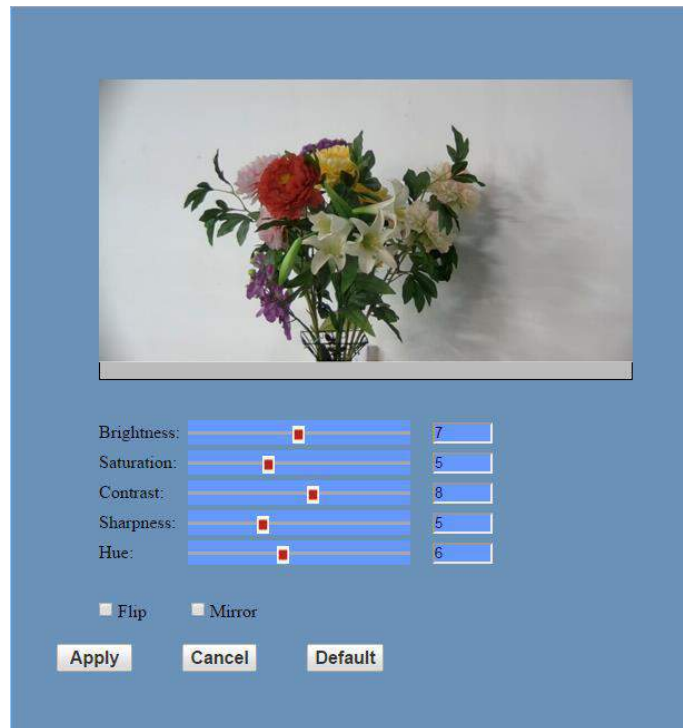 Brightness: 7
Saturation: 5
Contrast: 8
Sharpness: 5
Hue: 6
Flip Mirror
Apply Cancel Default